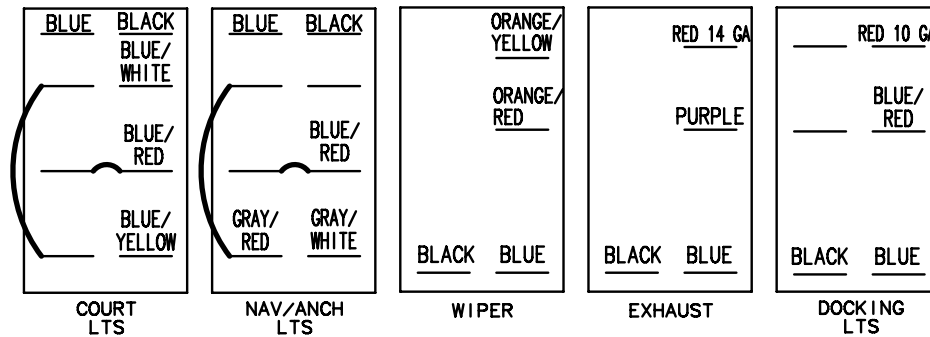 BLUE BLACK
BLUE/
WHITE
BLUE/
RED
BLUE/
YELLOW
COURT
LTS
BLUE BLACK
BLUE/
RED
GRAY/ GRAY/
RED WHITE
NAV/ANCH
LTS
ORANGE/
YELLOW
ORANGE/
RED
BLACK BLUE
WIPER
RED 14 GA
PURPLE
BLACK BLUE
EXHAUST
RED 10 GA
BLUE/
RED
BLACK BLUE
DOCKING
LTS